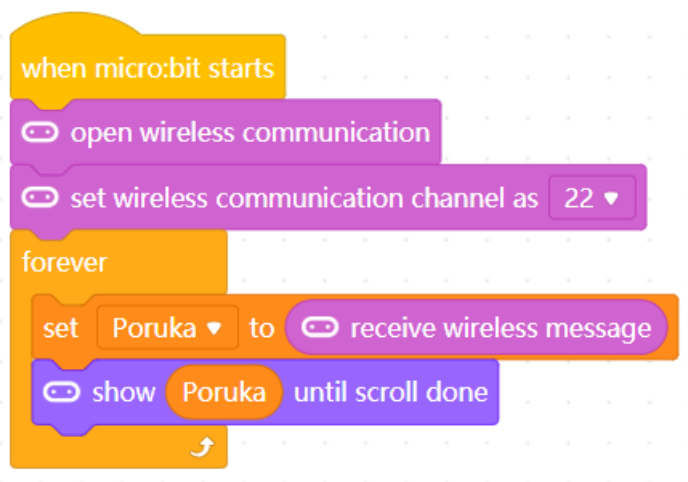 when micro:bit starts
open wireless communication
set wireless communication channel as 22
forever
set Poruka to receive wireless message
show Poruka until scroll done